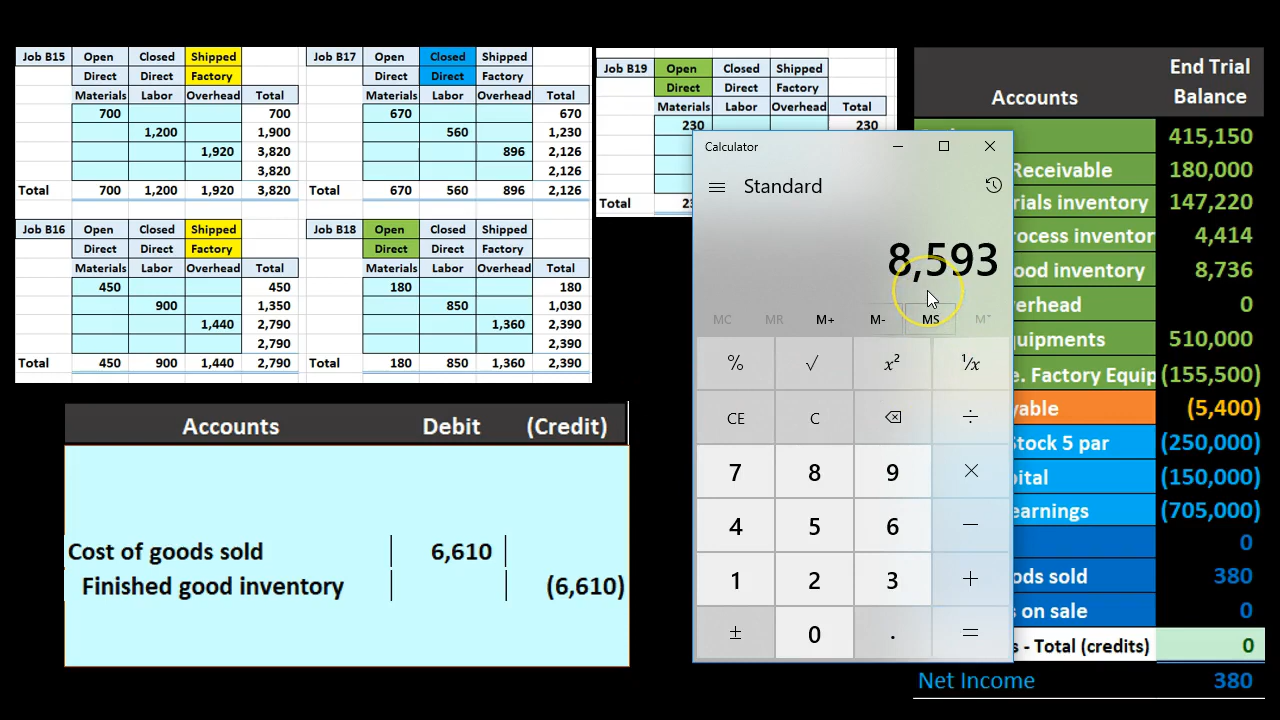 Job B15 Open Closed Shipped
Direct Direct Factory
Materials Labor Overhead Total
700 700
1,200 1,900
1,920 3,820
3,820
Total 700 1,200 1,920 3,820
Job B17 Open Closed Shipped
Direct Direct Factory
Materials Labor Overhead Total
670 670
560 1,230
896 2,126
2,126
Total 670 560 896 2,126
Job B19 Open Closed Shipped
Direct Direct Factory
Materials Labor Overhead Total
230 230
Total
Job B16 Open Closed Shipped
Direct Direct Factory
Materials Labor Overhead Total
450 450
900 1,350
1,440 2,790
2,790
Total 450 900 1,440 2,790
Job B18 Open Closed Shipped
Direct Direct Factory
Materials Labor Overhead Total
180 180
850 1,030
1,360 2,390
2,390
Total 180 850 1,360 2,390
Accounts Debit (Credit)
Cost of goods sold 6,610
Finished good inventory (6,610)
Calculator
Standard
8,593
MC MR M+ M- MS M˅
% √ x² ¹/x
CE C ⌫ ÷
7 8 9 ×
4 5 6 −
1 2 3 +
± 0 . =
End Trial
Accounts Balance
415,150
Receivable 180,000
rials inventory 147,220
rocess inventor 4,414
ood inventory 8,736
verhead 0
quipments 510,000
e. Factory Equip (155,500)
yable (5,400)
Stock 5 par (250,000)
pital (150,000)
earnings (705,000)
0
ods sold 380
s on sale 0
s - Total (credits) 0
Net Income 380